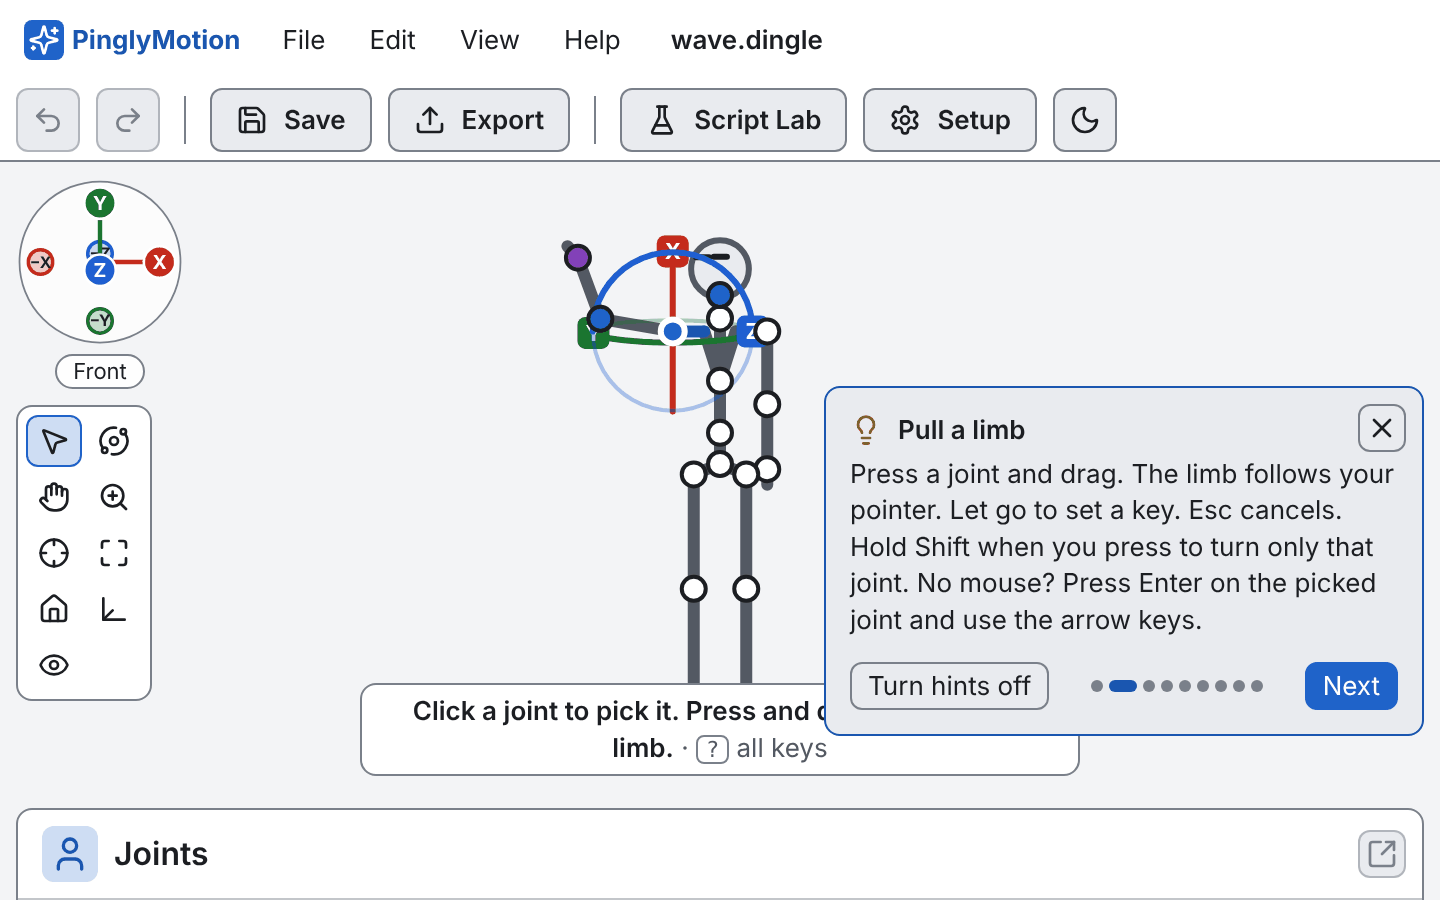 PinglyMotion File Edit View Help wave.dingle
Save Export Script Lab Setup
Y
-X
-Z
Z
X
-Y
Front
X
Y
Z
Pull a limb
Press a joint and drag. The limb follows your
pointer. Let go to set a key. Esc cancels.
Hold Shift when you press to turn only that
joint. No mouse? Press Enter on the picked
joint and use the arrow keys.
Turn hints off Next
Click a joint to pick it. Press and
limb. · ? all keys
Joints